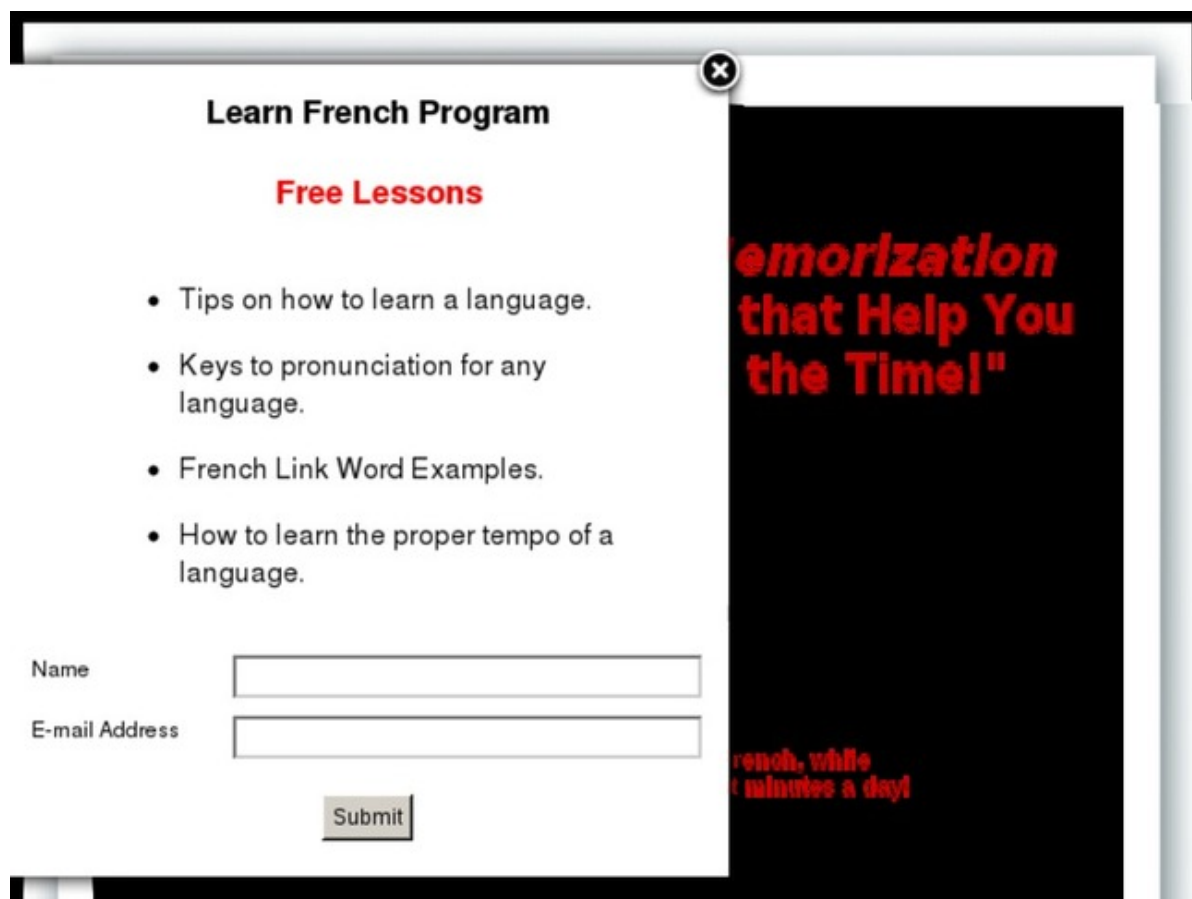 Learn French Program
Free Lessons
• Tips on how to learn a language.
• Keys to pronunciation for any
language.
• French Link Word Examples.
• How to learn the proper tempo of a
language.
Name
E-mail Address
Submit
emorization
that Help You
the Time!"
rench, while
t minutes a day!